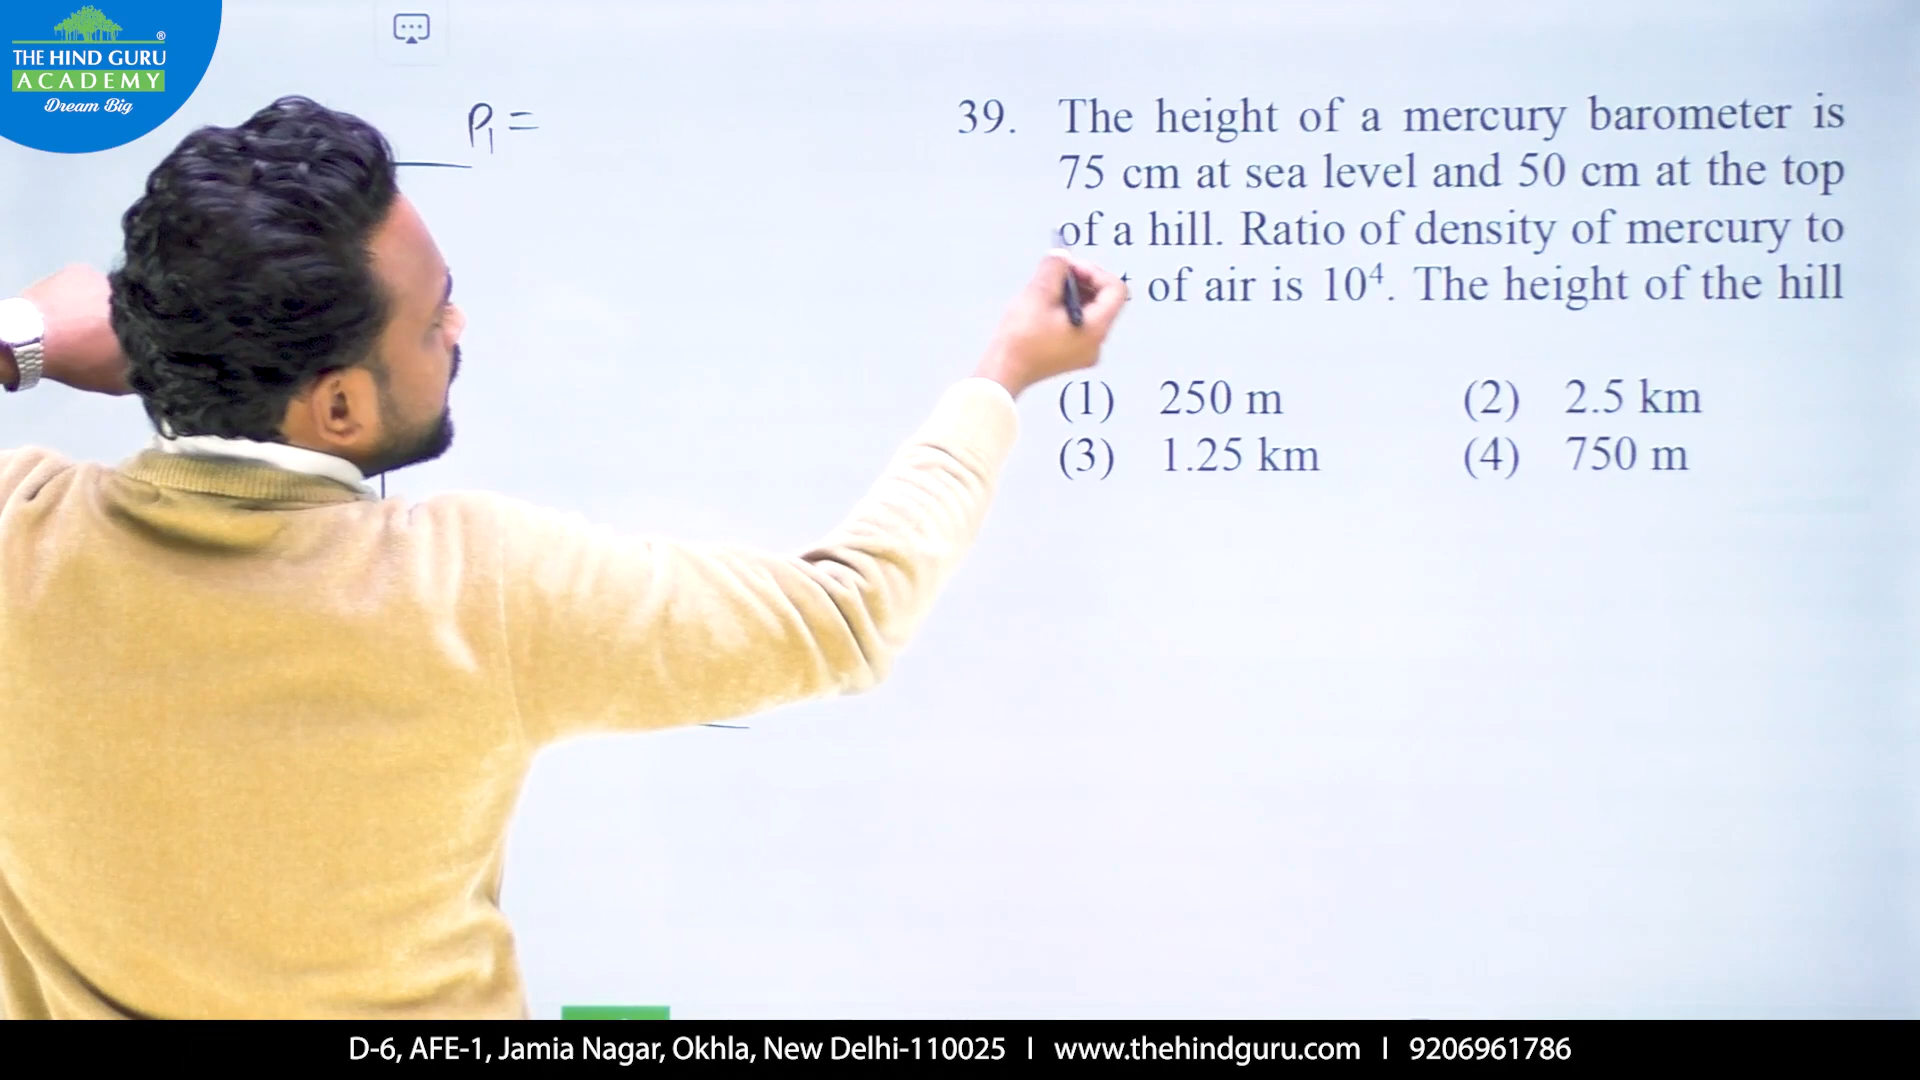 THE HIND GURU
®
ACADEMY
Dream Big
P₁ =
39. The height of a mercury barometer is
75 cm at sea level and 50 cm at the top
of a hill. Ratio of density of mercury to
of air is 10⁴. The height of the hill
(1) 250 m (2) 2.5 km
(3) 1.25 km (4) 750 m
D-6, AFE-1, Jamia Nagar, Okhla, New Delhi-110025 | www.thehindguru.com | 9206961786